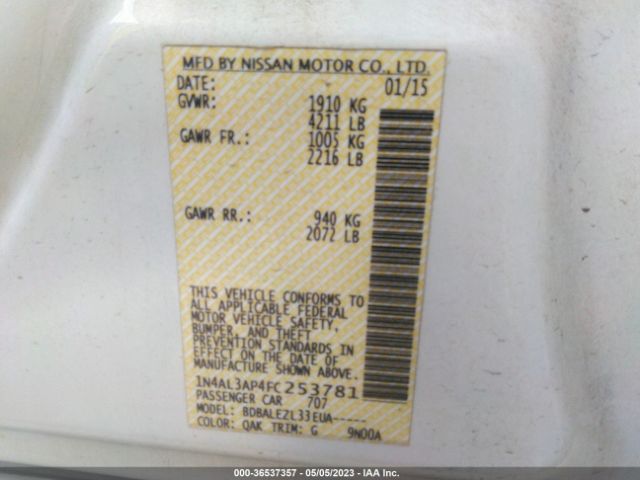 MFD BY NISSAN MOTOR CO., LTD.
DATE: 01/15
GVWR: 1910 KG
4211 LB
GAWR FR.: 1005 KG
2216 LB
GAWR RR.: 940 KG
2072 LB
THIS VEHICLE CONFORMS TO
ALL APPLICABLE FEDERAL
MOTOR VEHICLE SAFETY,
BUMPER, AND THEFT
PREVENTION STANDARDS IN
EFFECT ON THE DATE OF
MANUFACTURE SHOWN ABOVE.
1N4AL3AP4FC253781
PASSENGER CAR 707
MODEL: BDBALEZL33EUA-----
COLOR: QAK TRIM: G 9N00A
000-36537357 - 05/05/2023 - IAA Inc.